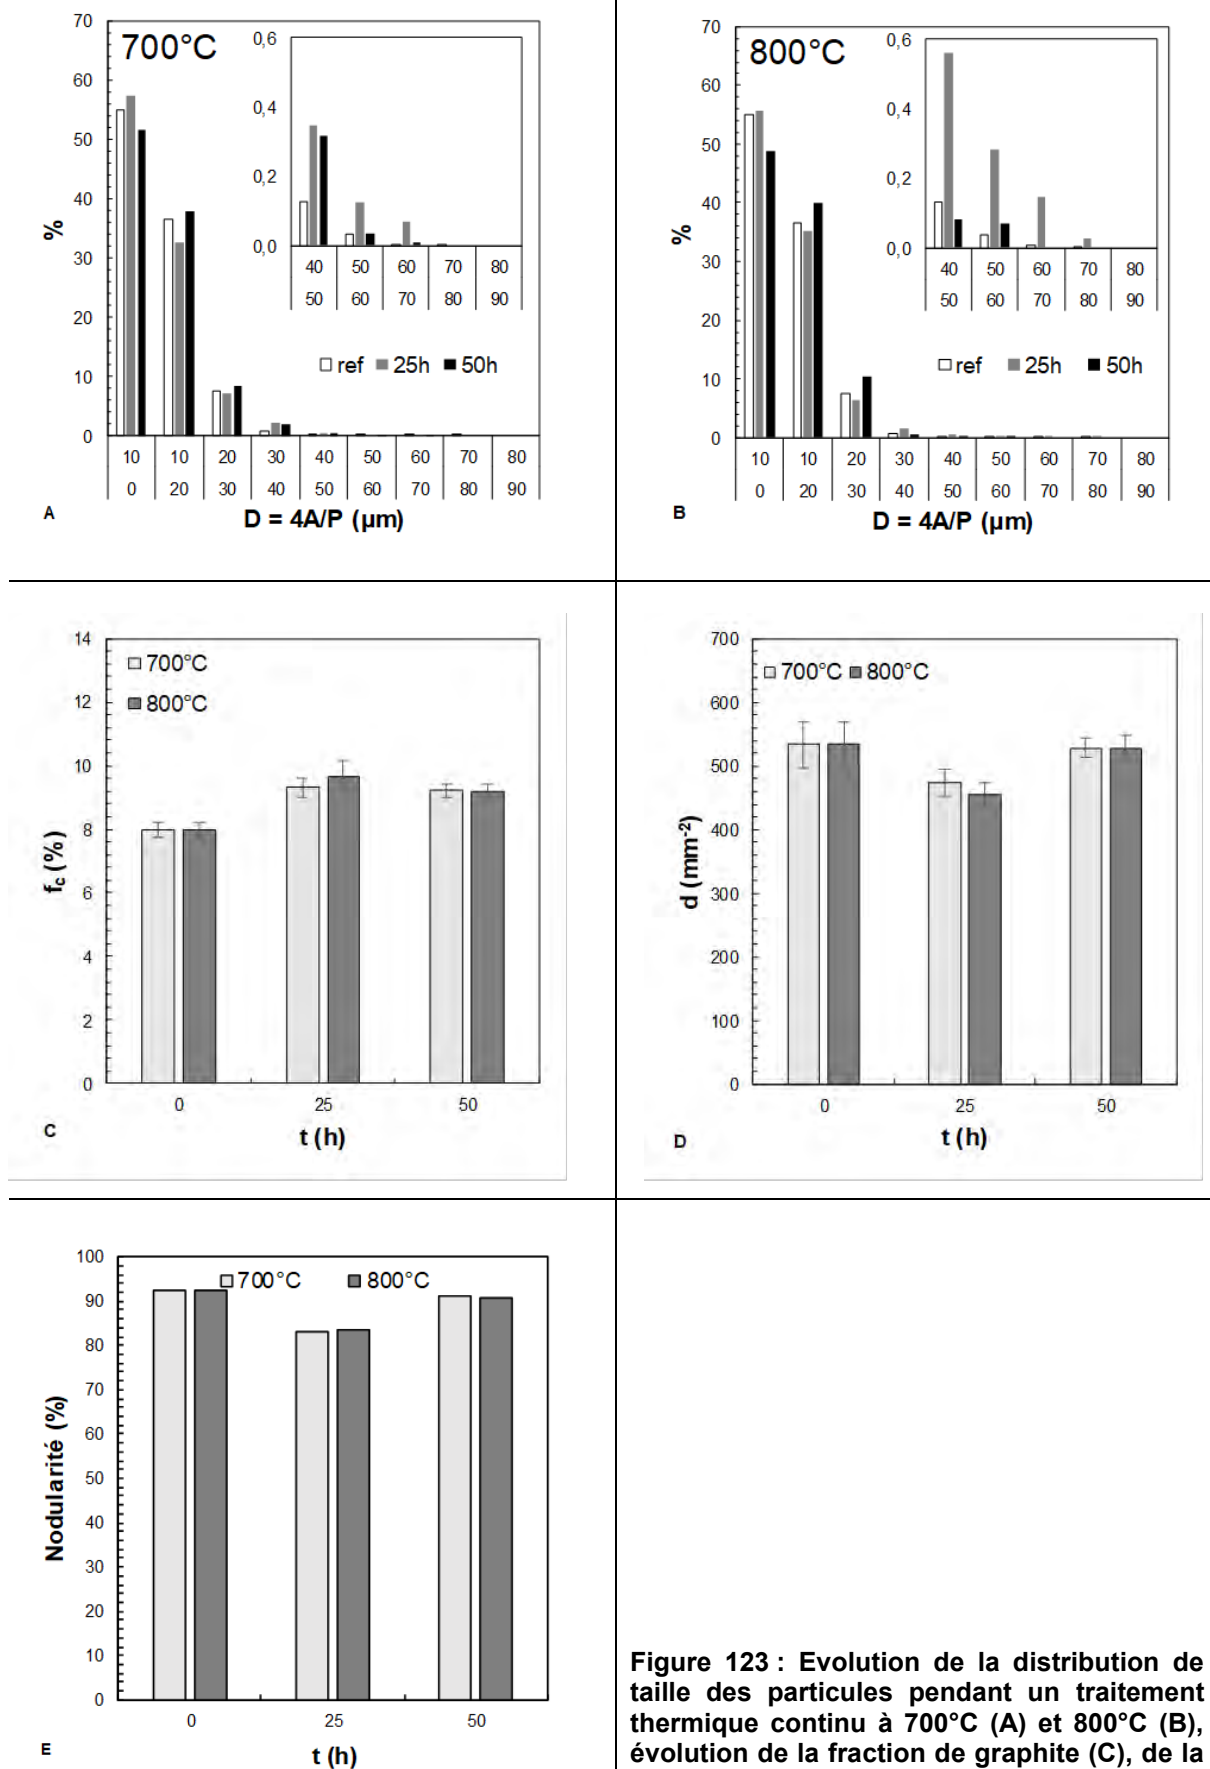 700°C
70
60
50
40
30
20
10
0
%
0,6
0,4
0,2
0,0
40 50 60 70 80
50 60 70 80 90
ref 25h 50h
10 10 20 30 40 50 60 70 80
0 20 30 40 50 60 70 80 90
D = 4A/P (µm)
A
800°C
70
60
50
40
30
20
10
0
%
0,6
0,4
0,2
0,0
40 50 60 70 80
50 60 70 80 90
ref 25h 50h
10 10 20 30 40 50 60 70 80
0 20 30 40 50 60 70 80 90
D = 4A/P (µm)
B
14
12
10
8
6
4
2
0
fc (%)
700°C
800°C
0 25 50
t (h)
C
700
600
500
400
300
200
100
0
d (mm-2)
700°C 800°C
0 25 50
t (h)
D
100
90
80
70
60
50
40
30
20
10
0
Nodularité (%)
700°C 800°C
0 25 50
t (h)
E
Figure 123 : Evolution de la distribution de
taille des particules pendant un traitement
thermique continu à 700°C (A) et 800°C (B),
évolution de la fraction de graphite (C), de la